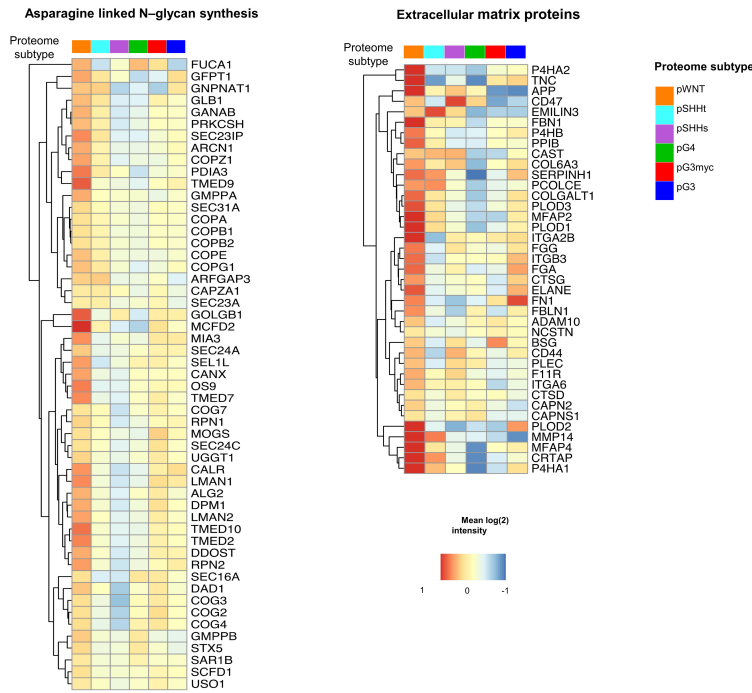 Asparagine linked N–glycan synthesis
Proteome
subtype
FUCA1
GFPT1
GNPNAT1
GLB1
GANAB
PRKCSH
SEC23IP
ARCN1
COPZ1
PDIA3
TMED9
GMPPA
SEC31A
COPA
COPB1
COPB2
COPE
COPG1
ARFGAP3
CAPZA1
SEC23A
GOLGB1
MCFD2
MIA3
SEC24A
SEL1L
CANX
OS9
TMED7
COG7
RPN1
MOGS
SEC24C
UGGT1
CALR
LMAN1
ALG2
DPM1
LMAN2
TMED10
TMED2
DDOST
RPN2
SEC16A
DAD1
COG3
COG2
COG4
GMPPB
STX5
SAR1B
SCFD1
USO1
Extracellular matrix proteins
Proteome
subtype
P4HA2
TNC
APP
CD47
EMILIN3
FBN1
P4HB
PPIB
CAST
COL6A3
SERPINH1
PCOLCE
COLGALT1
PLOD3
MFAP2
PLOD1
ITGA2B
FGG
ITGB3
FGA
CTSG
ELANE
FN1
FBLN1
ADAM10
NCSTN
BSG
CD44
PLEC
F11R
ITGA6
CTSD
CAPN2
CAPNS1
PLOD2
MMP14
MFAP4
CRTAP
P4HA1
Proteome subtype
pWNT
pSHHt
pSHHs
pG4
pG3myc
pG3
Mean log(2)
intensity
1 0 -1